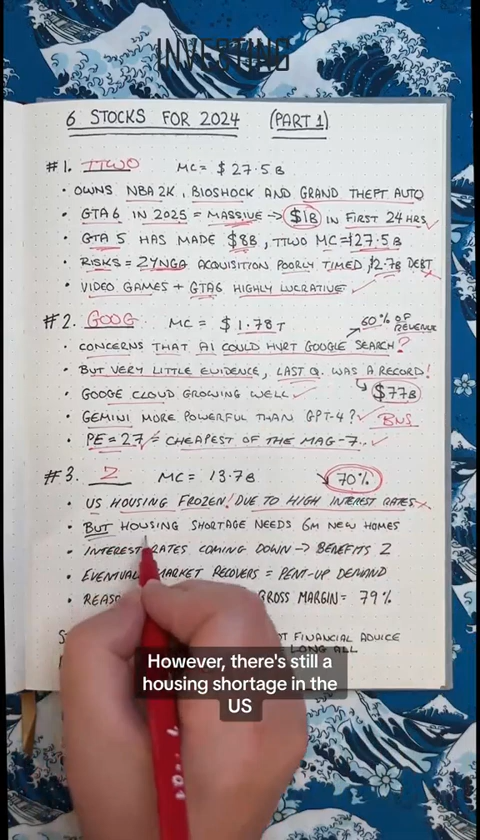 INVESTING
6 STOCKS FOR 2024 (PART 1)
#1. TTWO MC= $27.5B
• OWNS NBA 2K, BIOSHOCK AND GRAND THEFT AUTO
• GTA 6 IN 2025 = MASSIVE → $1B IN FIRST 24HRS ✓
• GTA 5 HAS MADE $8B, TTWO MC=$27.5B
• RISKS = ZYNGA ACQUISITION POORLY TIMED, $2.7B DEBT
• VIDEO GAMES + GTA6 HIGHLY LUCRATIVE ✓
#2. GOOG MC = $1.78T 60% OF REVENUE
• CONCERNS THAT AI COULD HURT GOOGLE SEARCH?
• BUT VERY LITTLE EVIDENCE, LAST Q. WAS A RECORD!
• GOOGE CLOUD GROWING WELL ✓ $77B
• GEMINI MORE POWERFUL THAN GPT-4? ✓
• PE = 27 = CHEAPEST OF THE MAG-7.. ✓
#3. Z MC = 13.7B 70%
• US HOUSING FROZEN! DUE TO HIGH INTEREST RATES X
• BUT HOUSING SHORTAGE NEEDS 6M NEW HOMES
• INTEREST RATES COMING DOWN → BENEFITS Z
• MARKET RECOVERS = PENT-UP DEMAND
• GROSS MARGIN = 79%
FINANCIAL ADVICE
LONG ALL
However, there's still a
housing shortage in the
US